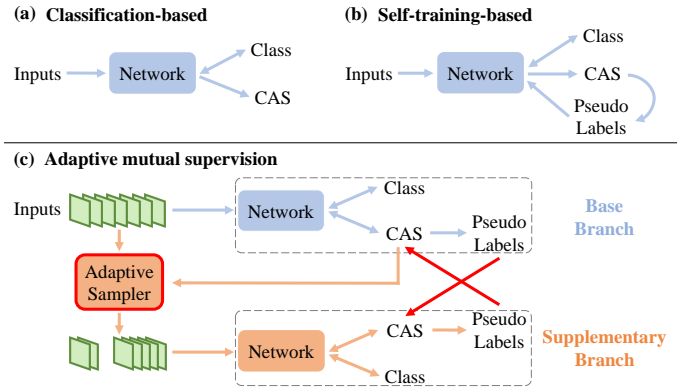 (a) Classification-based
Inputs
Network
Class
CAS
(b) Self-training-based
Inputs
Network
Class
CAS
Pseudo
Labels
(c) Adaptive mutual supervision
Inputs
Network
Class
CAS
Pseudo
Labels
Base
Branch
Adaptive
Sampler
Network
CAS
Class
Pseudo
Labels
Supplementary
Branch